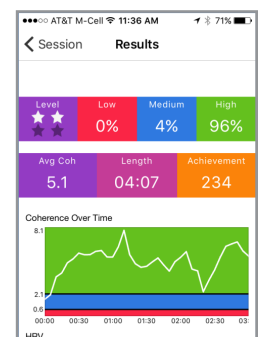 AT&T M-Cell 11:36 AM 71%
Session Results
Level Low Medium High
0% 4% 96%
Avg Coh Length Achievement
5.1 04:07 234
Coherence Over Time
8.1
2.1
0.6
00:00 00:30 01:00 01:30 02:00 02:30 03:
HRV